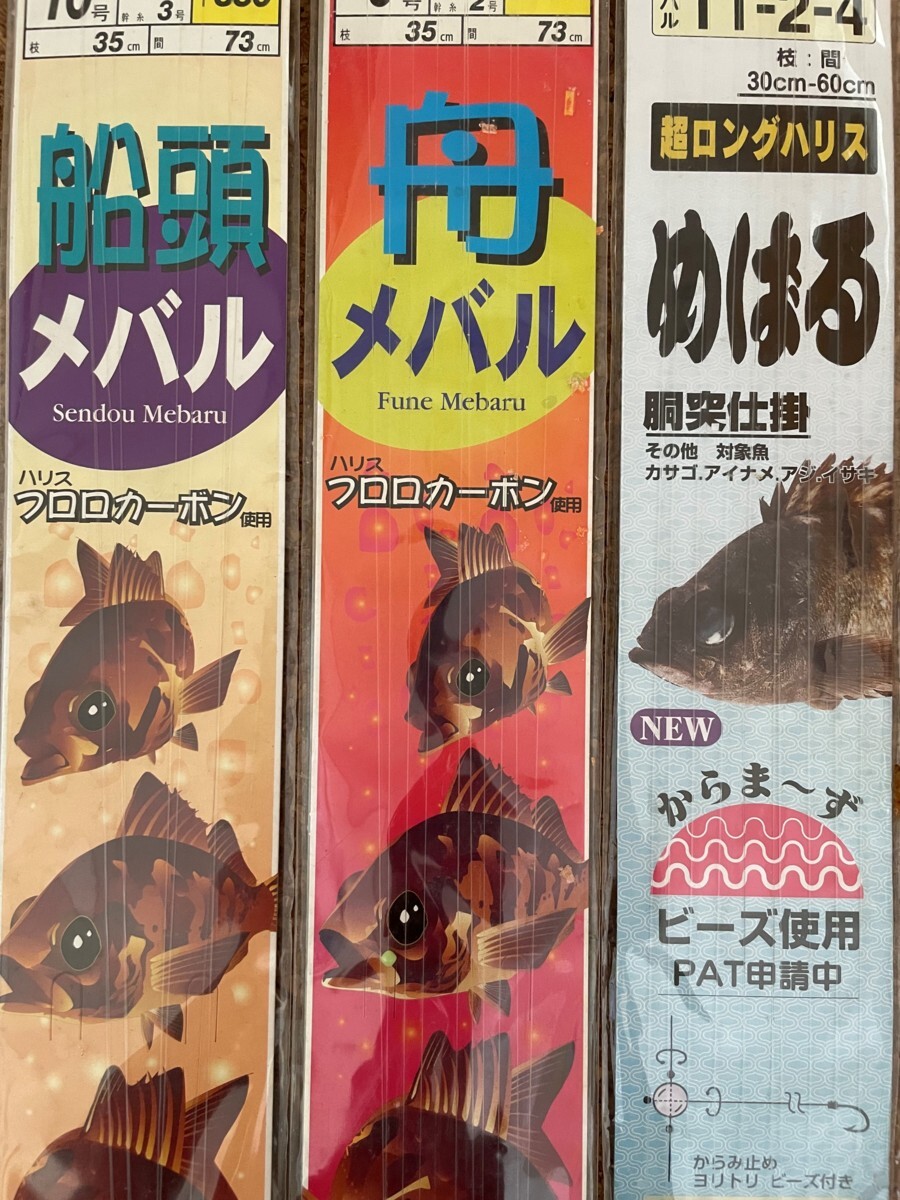 10号 幹糸 3号
枝 35cm 間 73cm
船頭
メバル
Sendou Mebaru
ハリス
フロロカーボン使用
号 幹糸 2号
枝 35cm 間 73cm
舟
メバル
Fune Mebaru
ハリス
フロロカーボン使用
バル 11-2-4
枝:間
30cm-60cm
超ロングハリス
めばる
胴突仕掛
その他 対象魚
カサゴ.アイナメ.アジ.イサキ
NEW
からま~ず
ビーズ使用
PAT申請中
からみ止め
ヨリトリ ビーズ付き